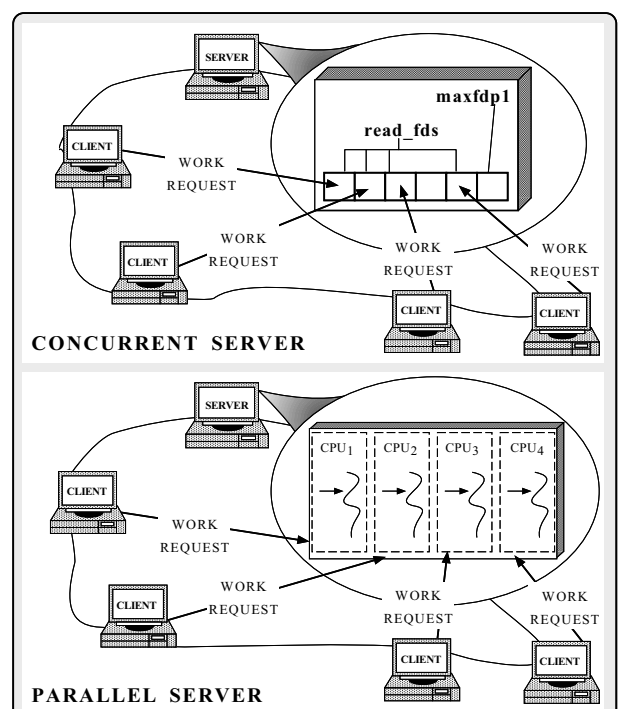 SERVER
maxfdp1
read_fds
CLIENT
WORK
REQUEST
WORK
REQUEST
CLIENT
WORK
REQUEST
WORK
REQUEST
CLIENT
CLIENT
CONCURRENT SERVER
SERVER
CPU1 CPU2 CPU3 CPU4
CLIENT
WORK
REQUEST
WORK
REQUEST
CLIENT
WORK
REQUEST
WORK
REQUEST
CLIENT
CLIENT
PARALLEL SERVER